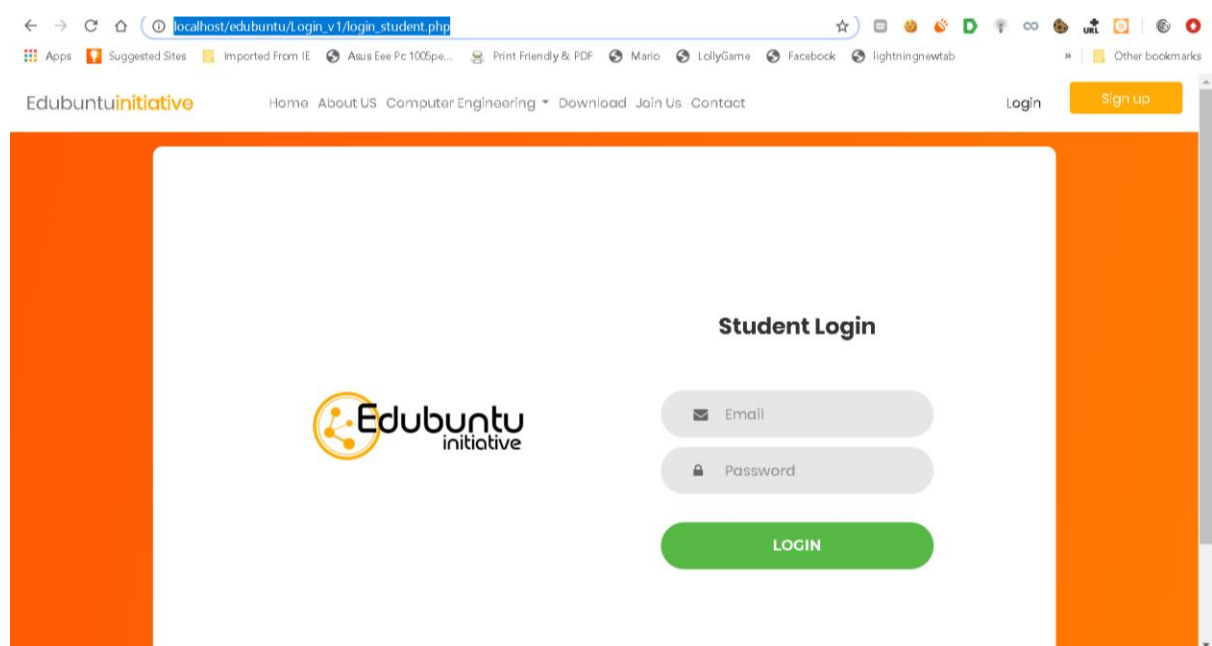 localhost/edubuntu/Login_v1/login_student.php
Apps Suggested Sites Imported From IE Asus Eee Pc 1005pe... Print Friendly & PDF Mario LollyGame Facebook lightningnewtab » Other bookmarks
Edubuntuinitiative Home About US Computer Engineering Download Join Us Contact Login Sign up
Student Login
Edubuntu
initiative
Email
Password
LOGIN